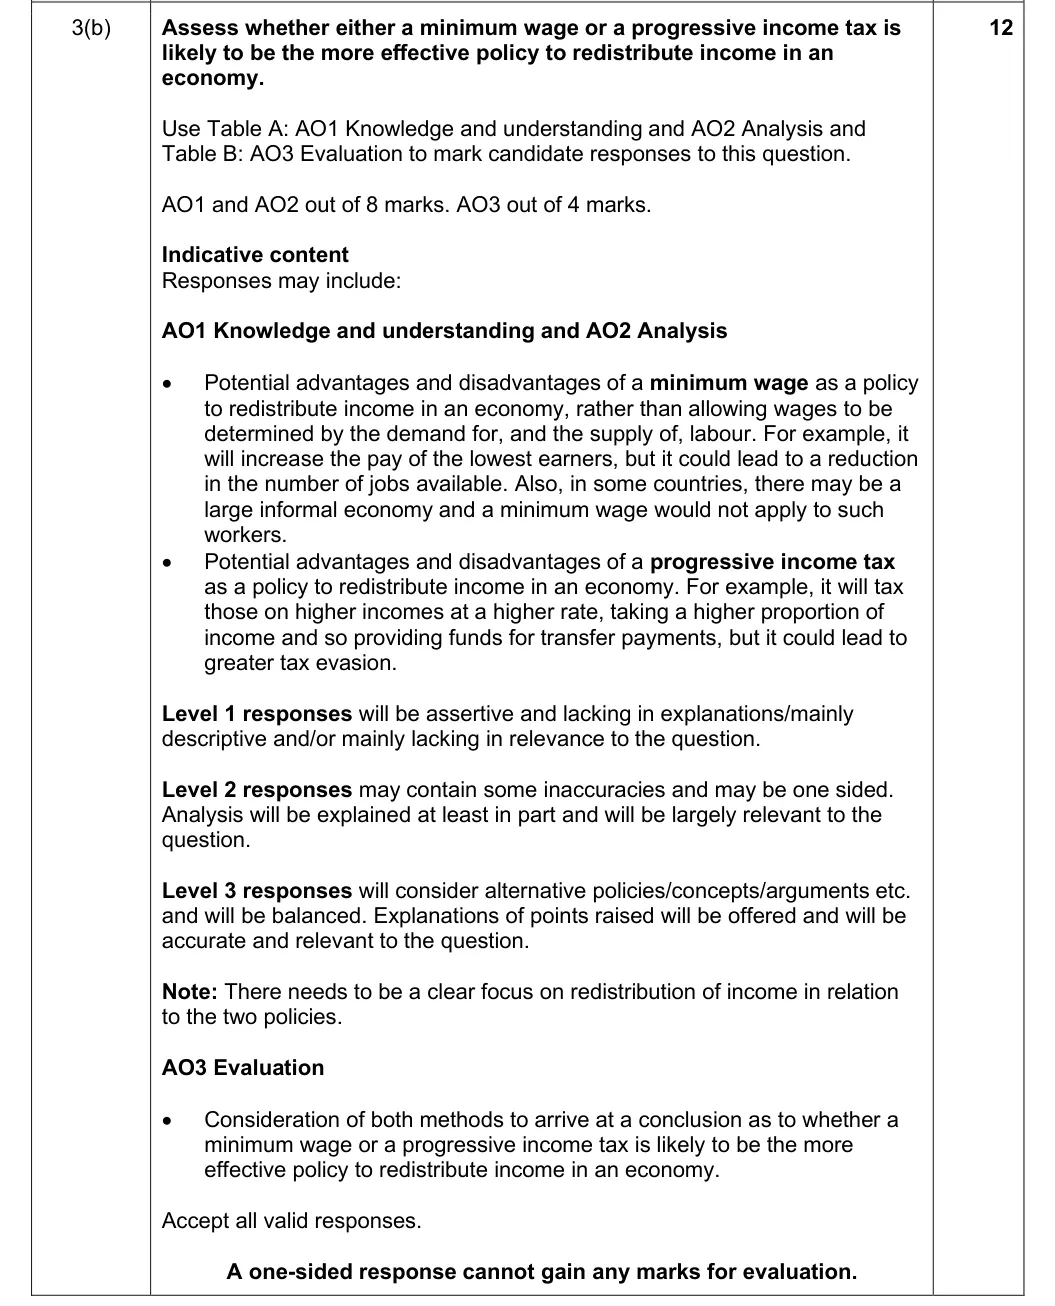 3(b)
Assess whether either a minimum wage or a progressive income tax is
likely to be the more effective policy to redistribute income in an
economy.
12
Use Table A: AO1 Knowledge and understanding and AO2 Analysis and
Table B: AO3 Evaluation to mark candidate responses to this question.
AO1 and AO2 out of 8 marks. AO3 out of 4 marks.
Indicative content
Responses may include:
AO1 Knowledge and understanding and AO2 Analysis
• Potential advantages and disadvantages of a minimum wage as a policy
to redistribute income in an economy, rather than allowing wages to be
determined by the demand for, and the supply of, labour. For example, it
will increase the pay of the lowest earners, but it could lead to a reduction
in the number of jobs available. Also, in some countries, there may be a
large informal economy and a minimum wage would not apply to such
workers.
• Potential advantages and disadvantages of a progressive income tax
as a policy to redistribute income in an economy. For example, it will tax
those on higher incomes at a higher rate, taking a higher proportion of
income and so providing funds for transfer payments, but it could lead to
greater tax evasion.
Level 1 responses will be assertive and lacking in explanations/mainly
descriptive and/or mainly lacking in relevance to the question.
Level 2 responses may contain some inaccuracies and may be one sided.
Analysis will be explained at least in part and will be largely relevant to the
question.
Level 3 responses will consider alternative policies/concepts/arguments etc.
and will be balanced. Explanations of points raised will be offered and will be
accurate and relevant to the question.
Note: There needs to be a clear focus on redistribution of income in relation
to the two policies.
AO3 Evaluation
• Consideration of both methods to arrive at a conclusion as to whether a
minimum wage or a progressive income tax is likely to be the more
effective policy to redistribute income in an economy.
Accept all valid responses.
A one-sided response cannot gain any marks for evaluation.